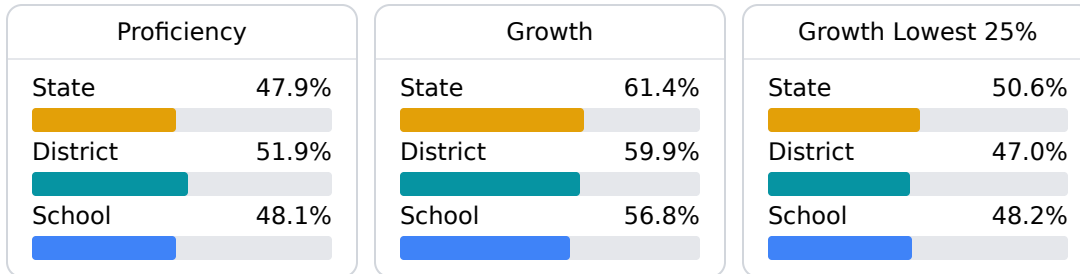 Proficiency
State 47.9%
District 51.9%
School 48.1%
Growth
State 61.4%
District 59.9%
School 56.8%
Growth Lowest 25%
State 50.6%
District 47.0%
School 48.2%